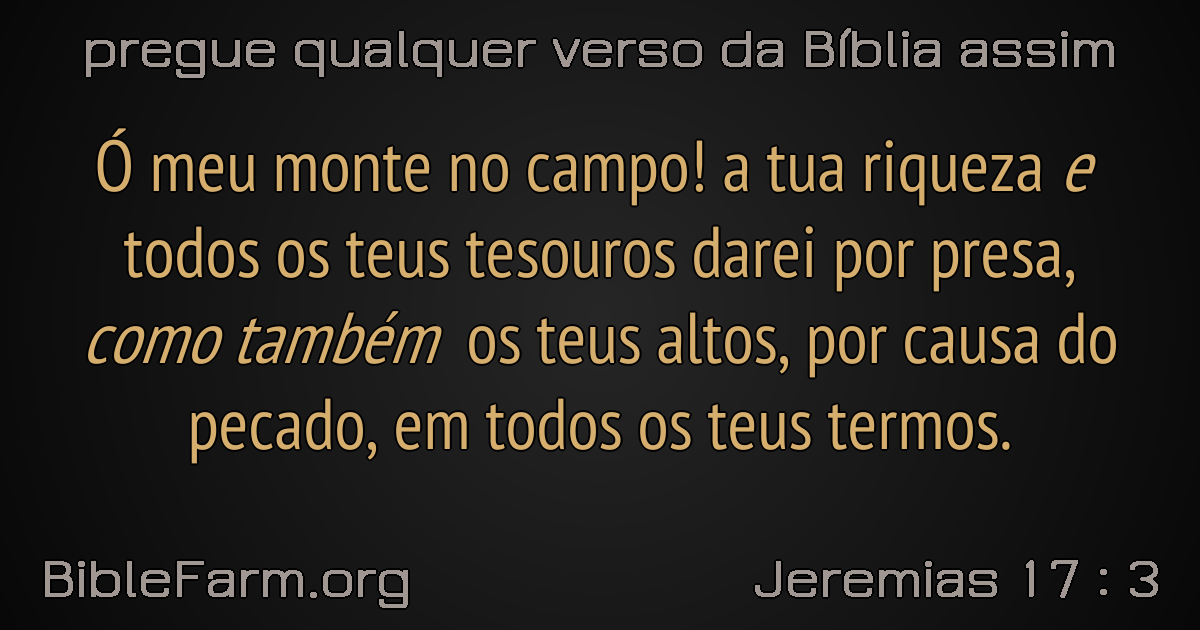 pregue qualquer verso da Bíblia assim
Ó meu monte no campo! a tua riqueza e
todos os teus tesouros darei por presa,
como também os teus altos, por causa do
pecado, em todos os teus termos.
BibleFarm.org
Jeremias 17 : 3